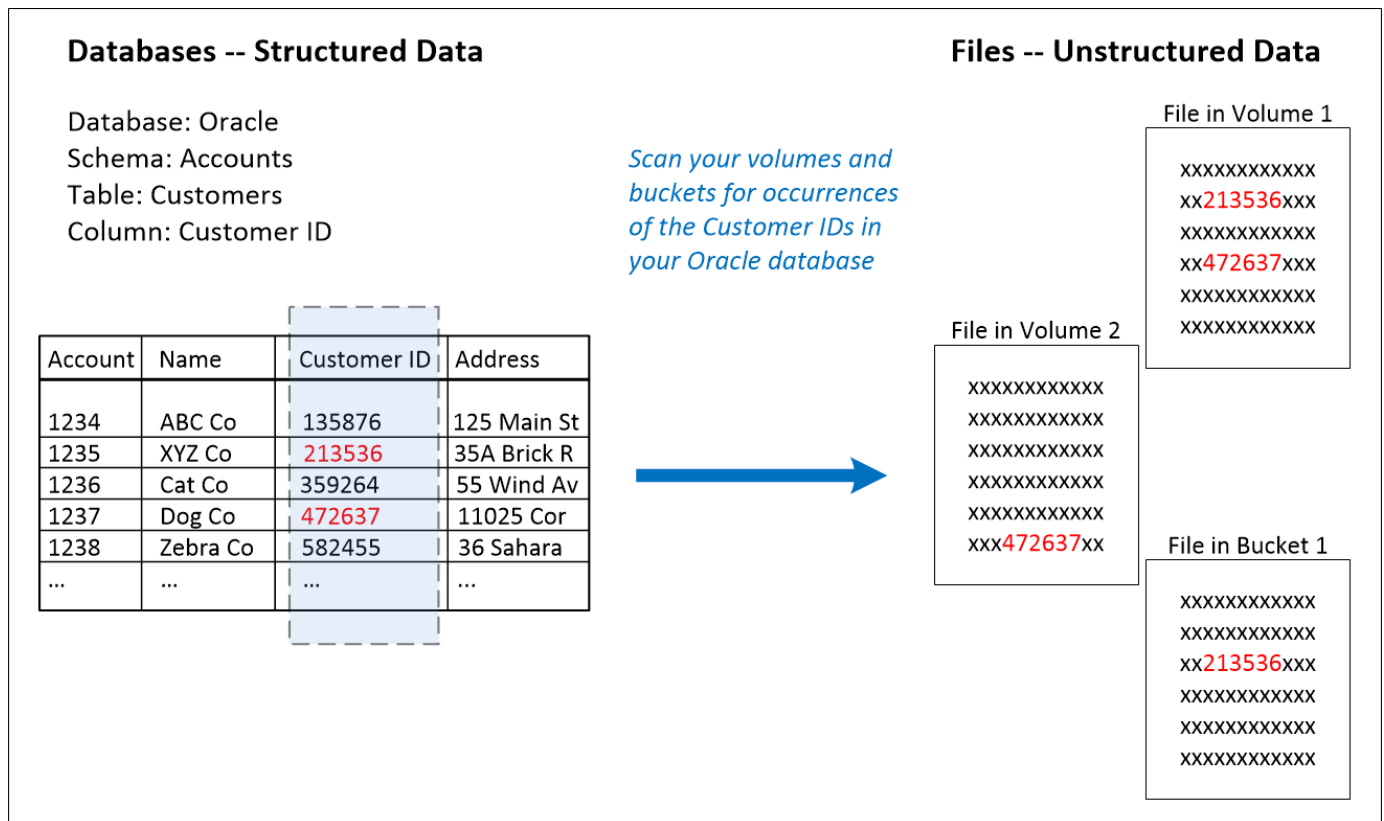 Databases -- Structured Data
Files -- Unstructured Data
Database: Oracle
Schema: Accounts
Table: Customers
Column: Customer ID
Scan your volumes and
buckets for occurrences
of the Customer IDs in
your Oracle database
Account Name Customer ID Address
1234 ABC Co 135876 125 Main St
1235 XYZ Co 213536 35A Brick R
1236 Cat Co 359264 55 Wind Av
1237 Dog Co 472637 11025 Cor
1238 Zebra Co 582455 36 Sahara
... ... ... ...
File in Volume 1
xxxxxxxxxxxx
xx213536xxx
xxxxxxxxxxxx
xx472637xxx
xxxxxxxxxxxx
xxxxxxxxxxxx
File in Volume 2
xxxxxxxxxxxx
xxxxxxxxxxxx
xxxxxxxxxxxx
xxxxxxxxxxxx
xxxxxxxxxxxx
xxx472637xx
File in Bucket 1
xxxxxxxxxxxx
xxxxxxxxxxxx
xx213536xxx
xxxxxxxxxxxx
xxxxxxxxxxxx
xxxxxxxxxxxx